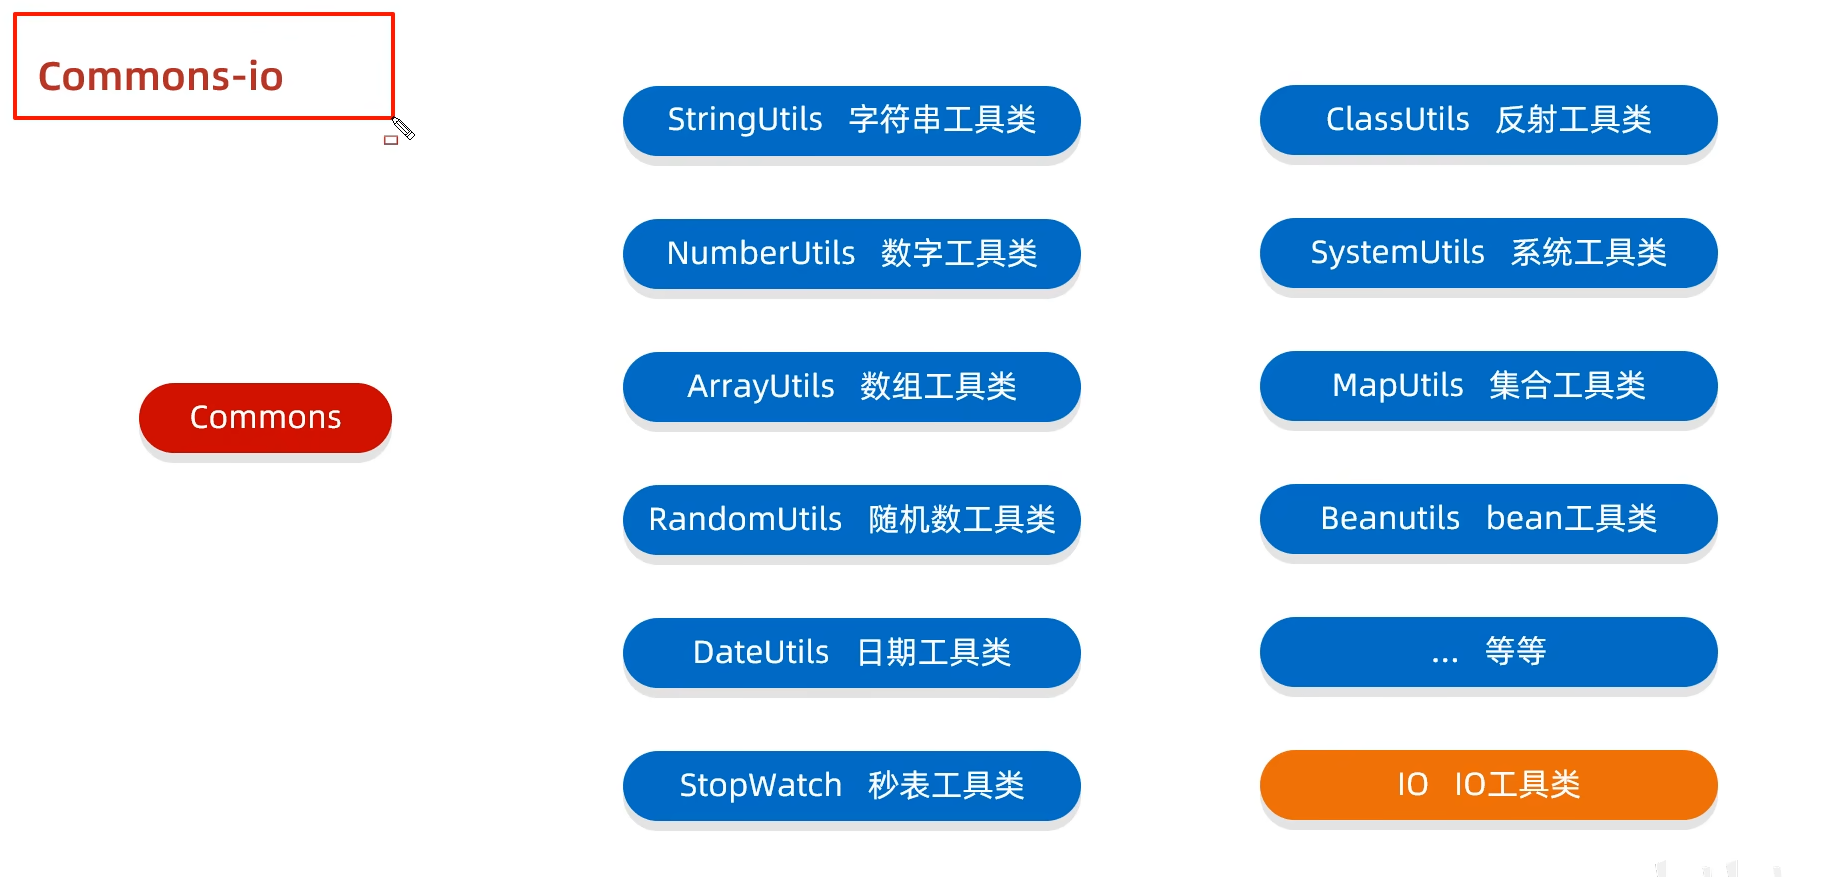 Commons-io
Commons
StringUtils 字符串工具类
NumberUtils 数字工具类
ArrayUtils 数组工具类
RandomUtils 随机数工具类
DateUtils 日期工具类
StopWatch 秒表工具类
ClassUtils 反射工具类
SystemUtils 系统工具类
MapUtils 集合工具类
Beanutils bean工具类
... 等等
IO IO工具类